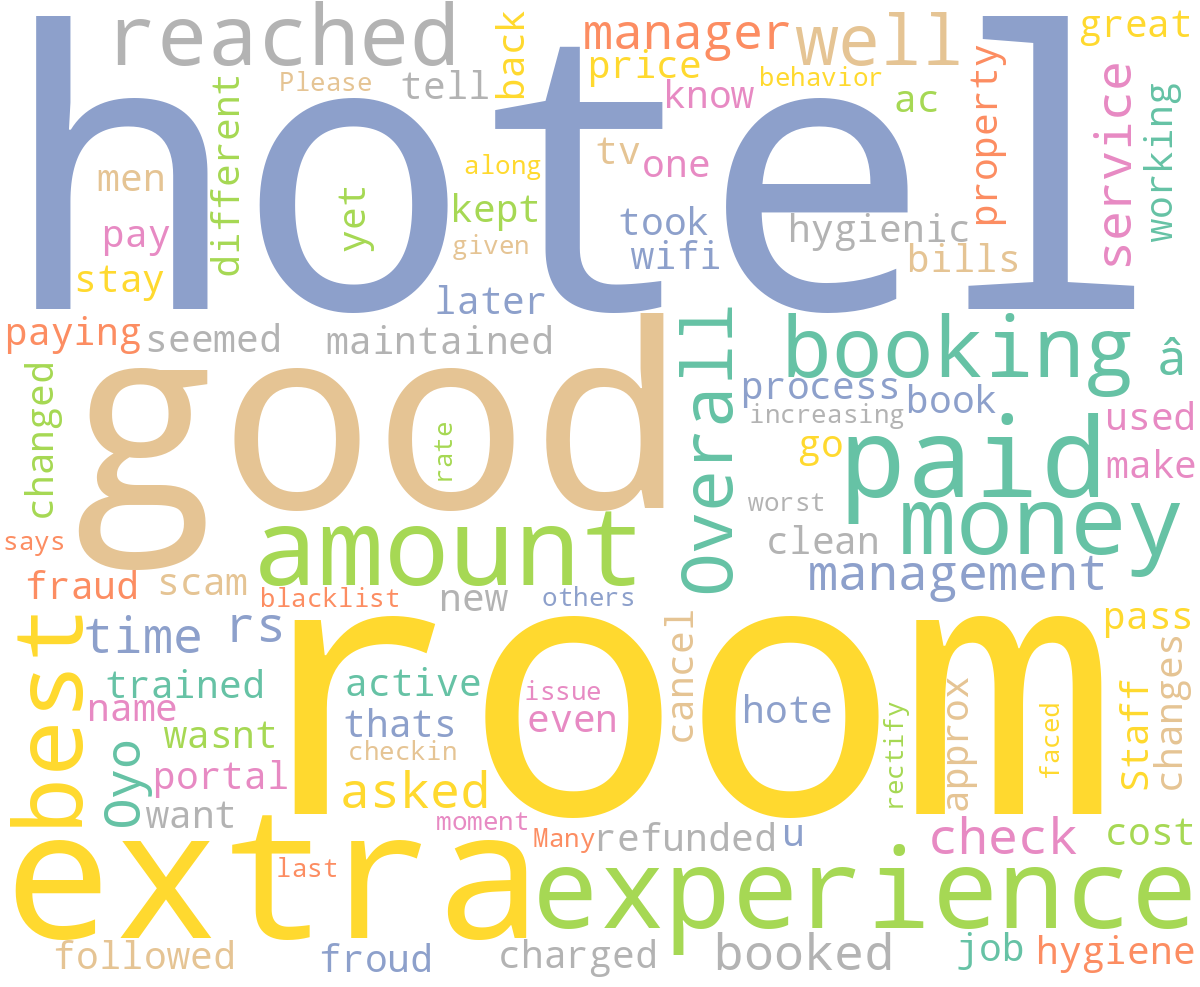 hotel
reached
manager
well
great
back
price
behavior
Please
tell
know
ac
property
service
working
different
men
along
tv
one
yet
kept
took
hygienic
pay
given
wifi
bills
stay
later
paying
seemed
maintained
Overall
booking
â
good
process
book
changed
increasing
used
rate
go
paid
make
worst
says
amount
clean
money
fraud
scam
management
blacklist
new
others
best
time
rs
room
cancel
pass
trained
active
issue
name
thats
even
hote
approx
Staff
changes
wasnt
checkin
rectify
faced
Oyo
portal
asked
want
moment
Many
refunded
u
check
cost
extra
last
experience
followed
froud
charged
booked
job
hygiene